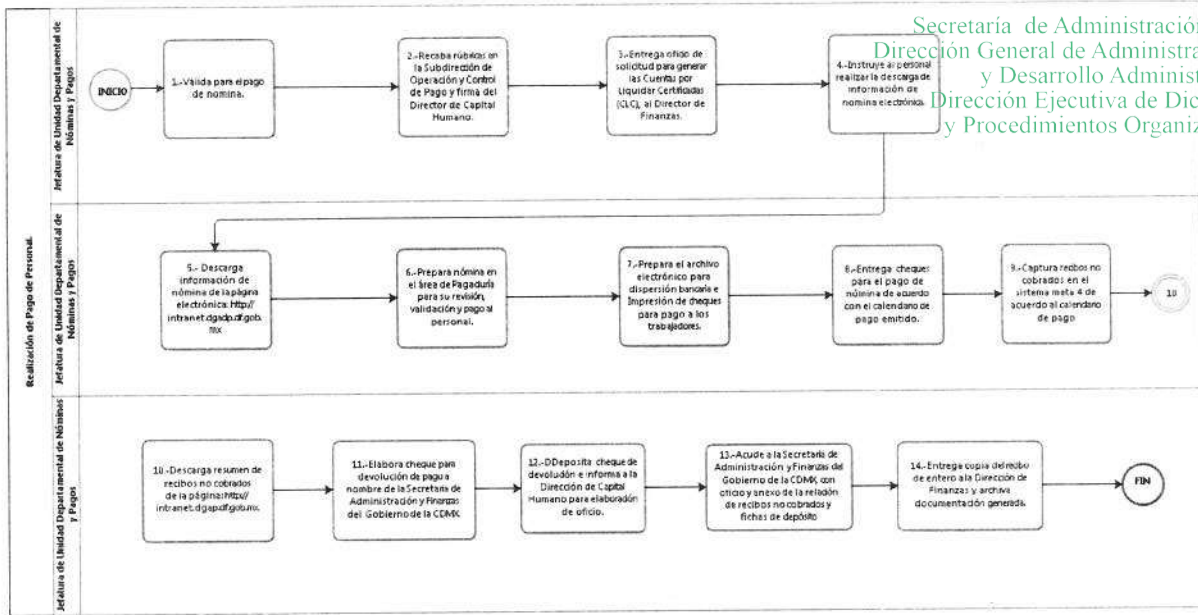 Secretaría de Administración
Dirección General de Administra
y Desarrollo Administ
Dirección Ejecutiva de Dic
y Procedimientos Organiz
Realización de Pago de Personal.
Jefatura de Unidad Departamental de
Nóminas y Pagos
INICIO
1.-Valida para el pago
de nomina.
2.-Recaba rúbricas en
la Subdirección de
Operación y Control
de Pago y firma del
Director de Capital
Humano.
3.-Entrega oficio de
solicitud para generar
las Cuentas por
Liquidar Certificadas
(CLC), al Director de
Finanzas.
4.-Instruye al personal
realizar la descarga de
información de
nomina electrónica.
Jefatura de Unidad Departamental de
Nóminas y Pagos
5.- Descarga
información de
nómina de la página
electrónica: http://
intranet.dgadp.df.gob.
mx
6.-Prepara nómina en
el área de Pagaduría
para su revisión,
validación y pago al
personal.
7.-Prepara el archivo
electrónico para
dispersión bancaria e
Impresión de cheques
para pago a los
trabajadores.
8.-Entrega cheques
para el pago de
nómina de acuerdo
con el calendario de
pago emitido.
9.-Captura recibos no
cobrados en el
sistema meta 4 de
acuerdo al calendario
de pago
10
Jefatura de Unidad Departamental de Nóminas
y Pagos
10.-Descarga resumen de
recibos no cobrados
de la página:http://
intranet.dgap.df.gob.mx.
11.-Elabora cheque para
devolución de pago a
nombre de la Secretaria de
Administración y Finanzas
del Gobierno de la CDMX
12.-DDeposita cheque de
devolución e informa a la
Dirección de Capital
Humano para elaboración
de oficio.
13.-Acude a la Secretaria de
Administración y Finanzas del
Gobierno de la CDMX, con
oficio y anexo de la relación
de recibos no cobrados y
fichas de depósito
14.-Entrega copia del recibo
de entero a la Dirección de
Finanzas y archiva
documentación generada.
FIN